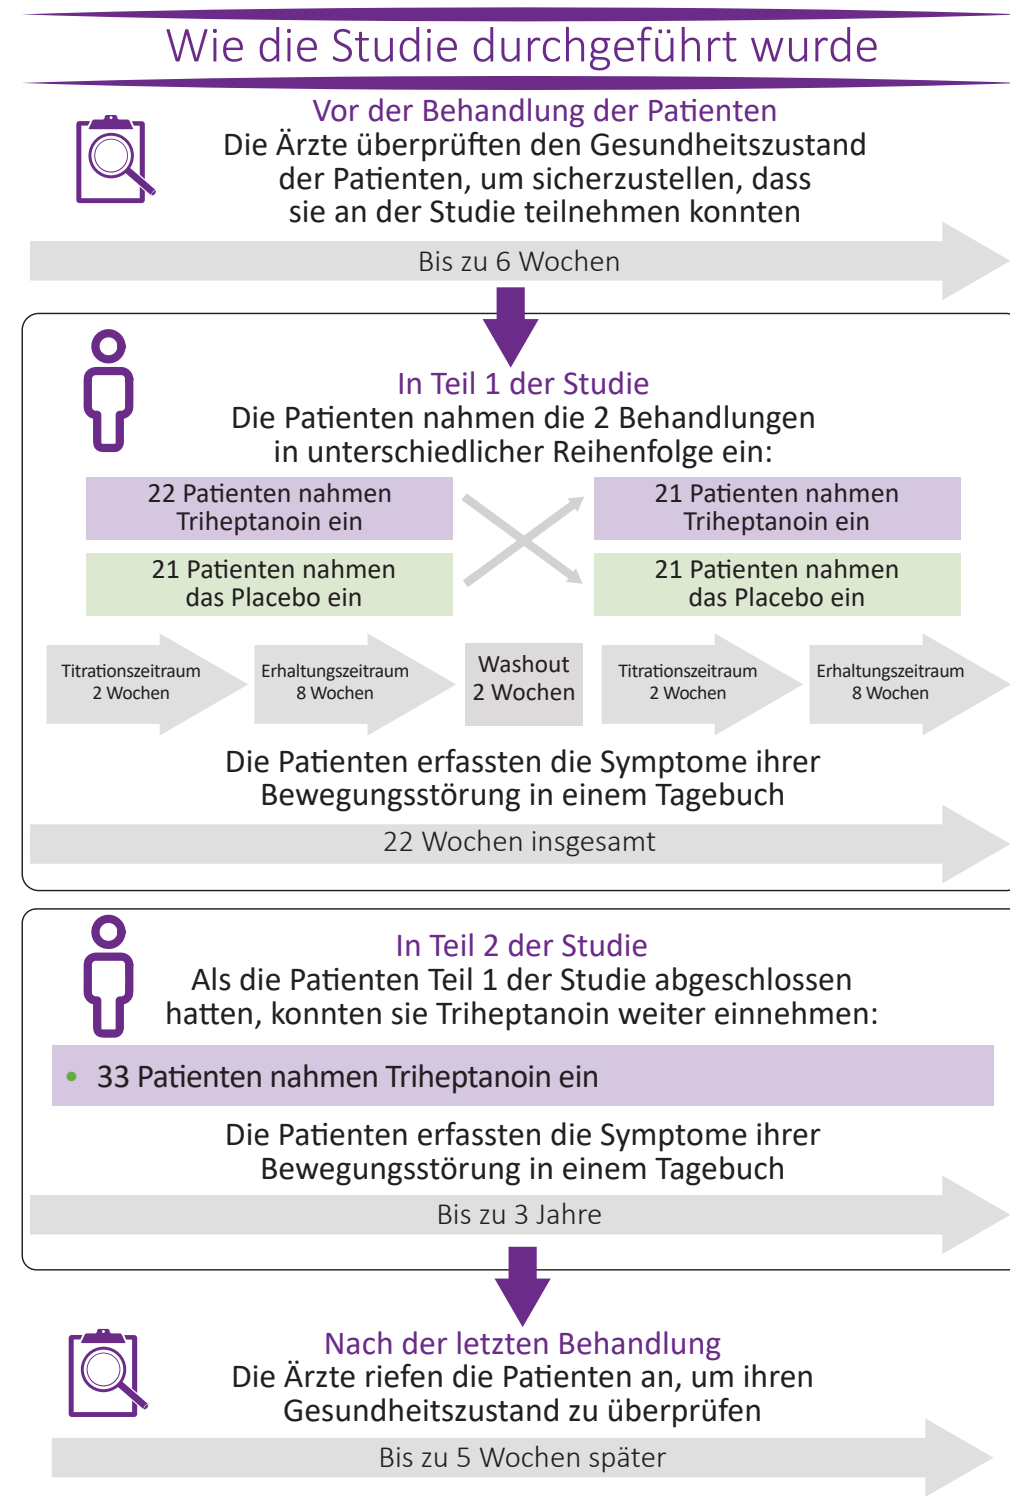 Wie die Studie durchgeführt wurde
Vor der Behandlung der Patienten
Die Ärzte überprüften den Gesundheitszustand
der Patienten, um sicherzustellen, dass
sie an der Studie teilnehmen konnten
Bis zu 6 Wochen
In Teil 1 der Studie
Die Patienten nahmen die 2 Behandlungen
in unterschiedlicher Reihenfolge ein:
22 Patienten nahmen
Triheptanoin ein
21 Patienten nahmen
Triheptanoin ein
21 Patienten nahmen
das Placebo ein
21 Patienten nahmen
das Placebo ein
Titrationszeitraum
2 Wochen
Erhaltungszeitraum
8 Wochen
Washout
2 Wochen
Titrationszeitraum
2 Wochen
Erhaltungszeitraum
8 Wochen
Die Patienten erfassten die Symptome ihrer
Bewegungsstörung in einem Tagebuch
22 Wochen insgesamt
In Teil 2 der Studie
Als die Patienten Teil 1 der Studie abgeschlossen
hatten, konnten sie Triheptanoin weiter einnehmen:
• 33 Patienten nahmen Triheptanoin ein
Die Patienten erfassten die Symptome ihrer
Bewegungsstörung in einem Tagebuch
Bis zu 3 Jahre
Nach der letzten Behandlung
Die Ärzte riefen die Patienten an, um ihren
Gesundheitszustand zu überprüfen
Bis zu 5 Wochen später